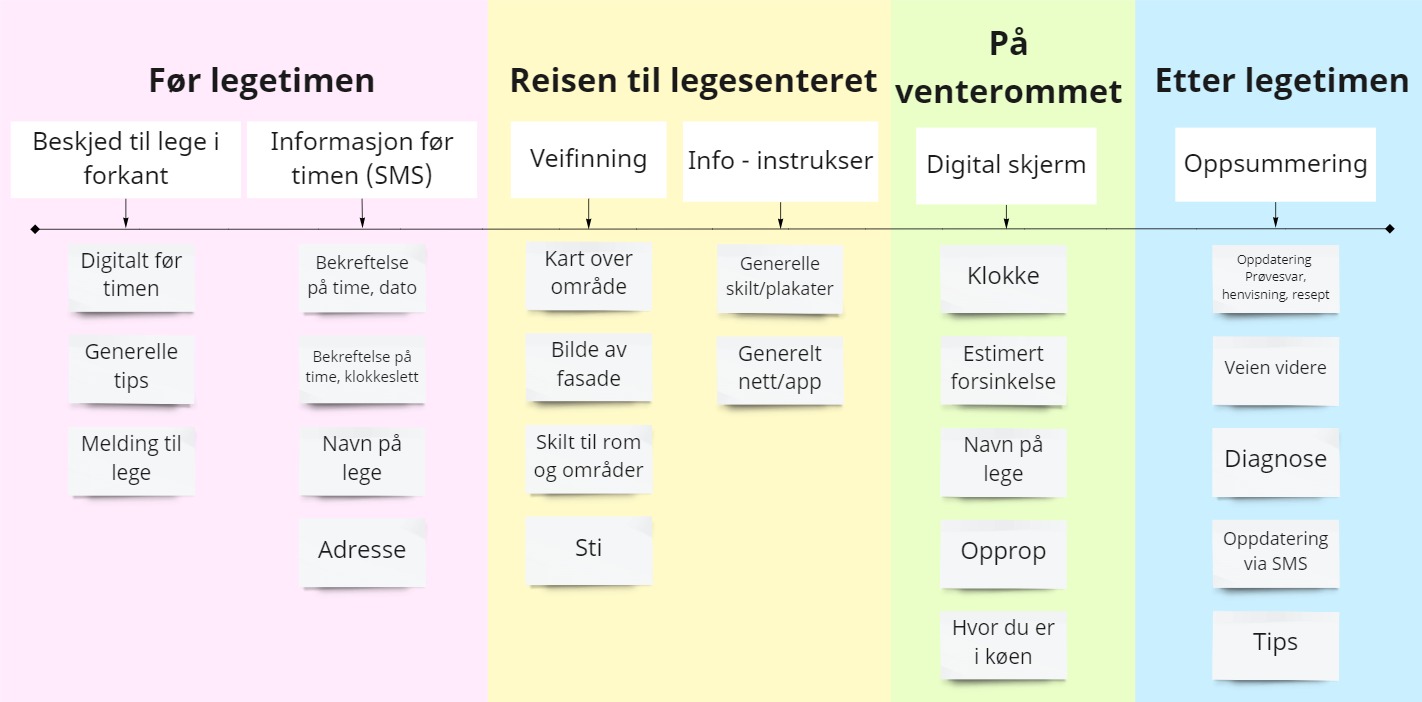 Før legetimen
Beskjed til lege i
forkant
Digitalt før
timen
Generelle
tips
Melding til
lege
Informasjon før
timen (SMS)
Bekreftelse
på time, dato
Bekreftelse på
time, klokkeslett
Navn på
lege
Adresse
Reisen til legesenteret
Veifinning
Kart over
område
Bilde av
fasade
Skilt til rom
og områder
Sti
Info - instrukser
Generelle
skilt/plakater
Generelt
nett/app
På
venterommet
Digital skjerm
Klokke
Estimert
forsinkelse
Navn på
lege
Opprop
Hvor du er
i køen
Etter legetimen
Oppsummering
Oppdatering
Prøvesvar,
henvisning, resept
Veien videre
Diagnose
Oppdatering
via SMS
Tips